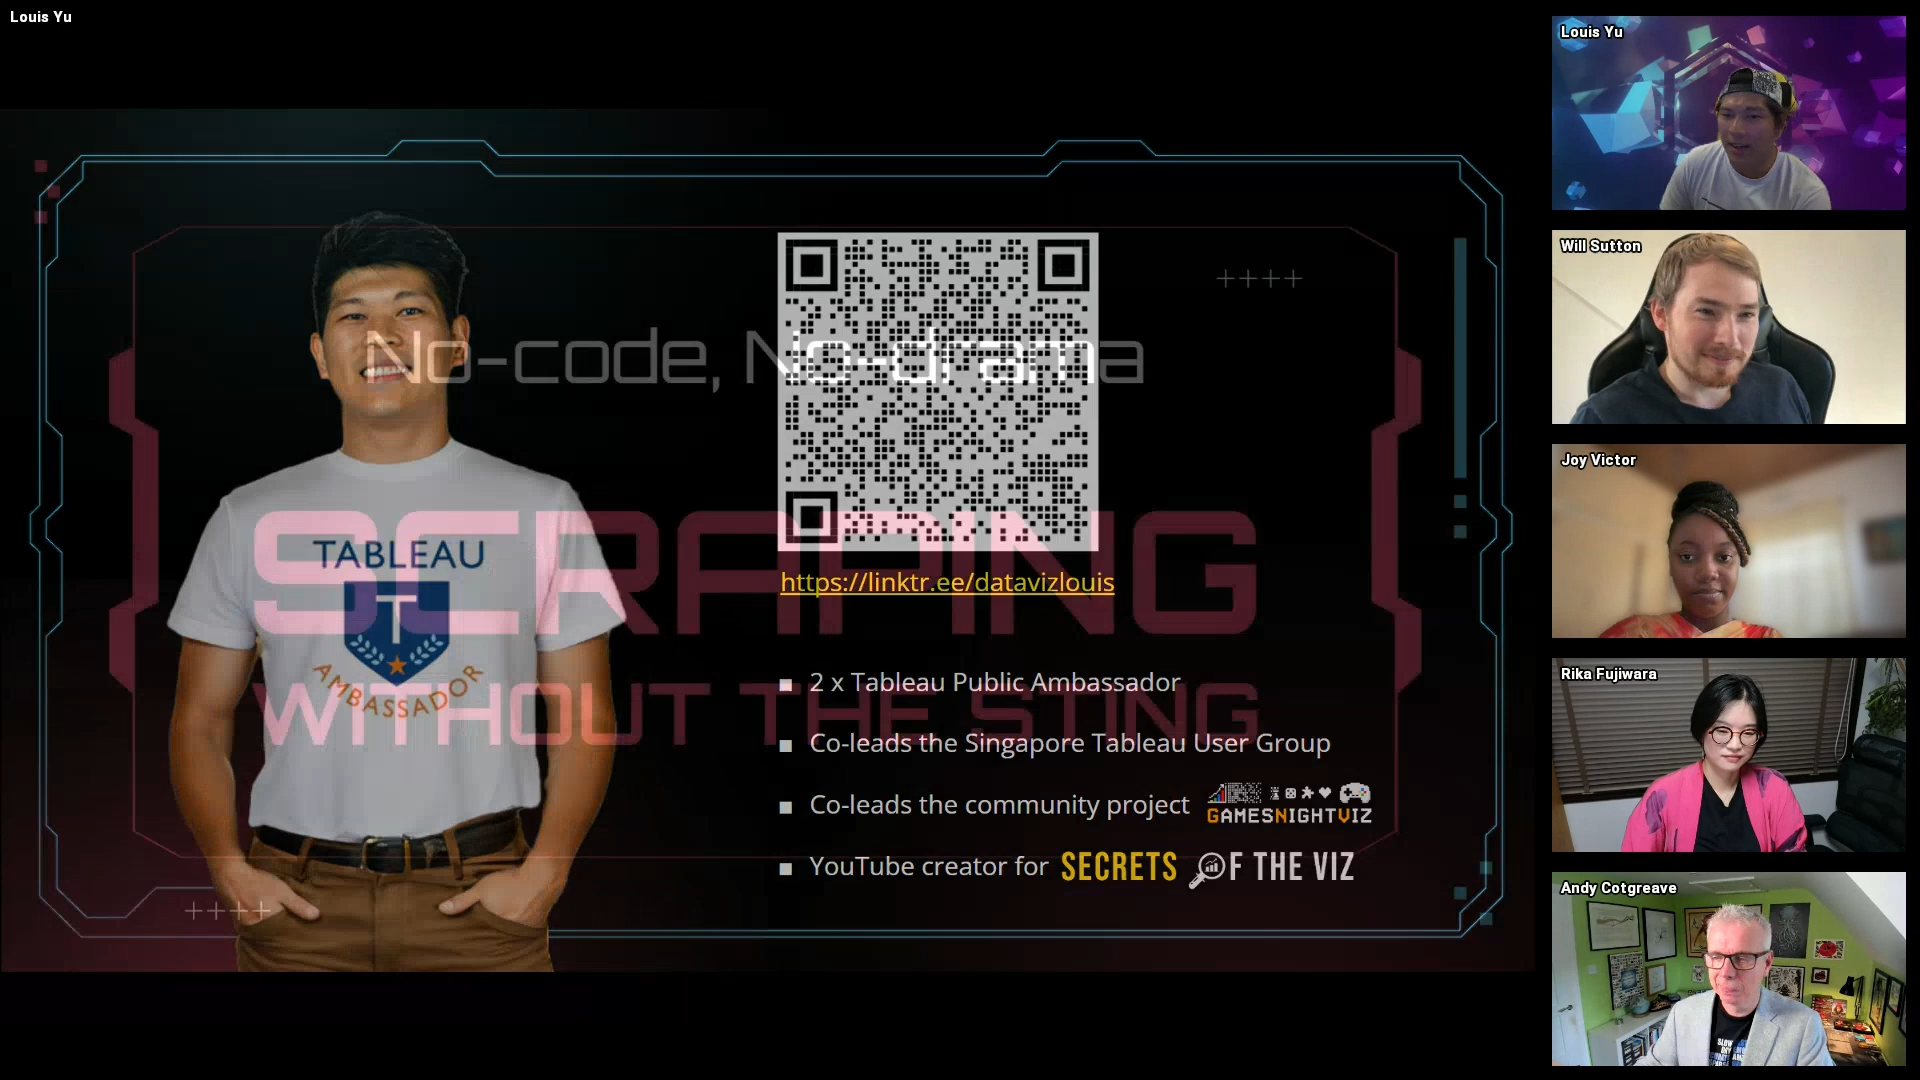 Louis Yu
No-code, No-drama
SCRAPING
WITHOUT THE STING
TABLEAU
T
AMBASSADOR
https://linktr.ee/datavizlouis
2 x Tableau Public Ambassador
Co-leads the Singapore Tableau User Group
Co-leads the community project GAMESNIGHTVIZ
YouTube creator for SECRETS OF THE VIZ
Louis Yu
Will Sutton
Joy Victor
Rika Fujiwara
Andy Cotgreave